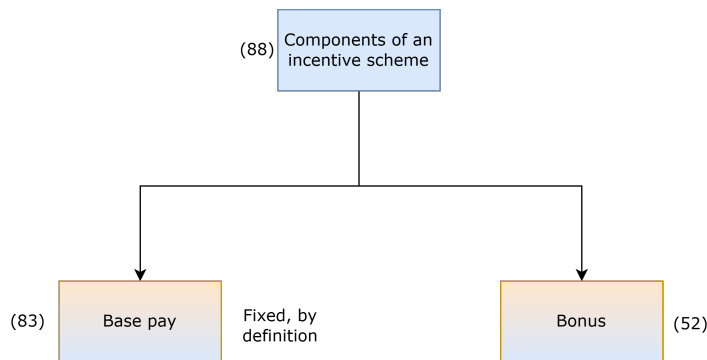 (88)
Components of an
incentive scheme
(83)
Base pay
Fixed, by
definition
Bonus
(52)